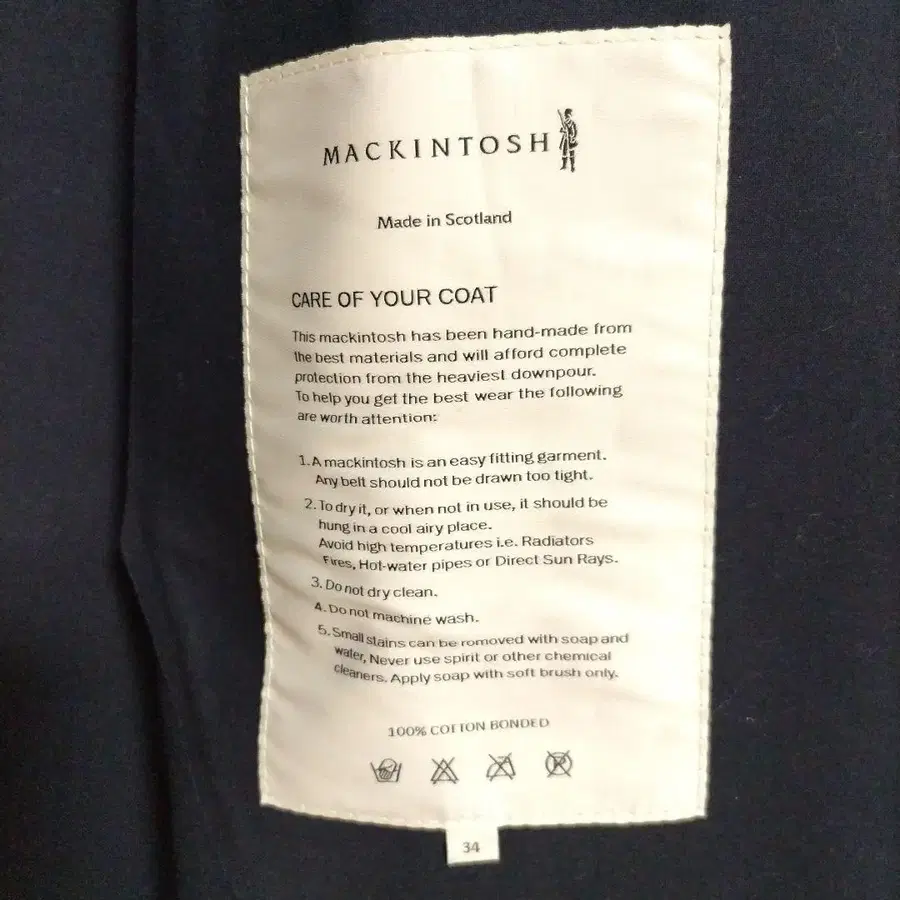 MACKINTOSH
Made in Scotland
CARE OF YOUR COAT
This mackintosh has been hand-made from
the best materials and will afford complete
protection from the heaviest downpour.
To help you get the best wear the following
are worth attention:
1. A mackintosh is an easy fitting garment.
Any belt should not be drawn too tight.
2. To dry it, or when not in use, it should be
hung in a cool airy place.
Avoid high temperatures i.e. Radiators
Fires, Hot-water pipes or Direct Sun Rays.
3. Do not dry clean.
4. Do not machine wash.
5. Small stains can be removed with soap and
water, Never use spirit or other chemical
cleaners. Apply soap with soft brush only.
100% COTTON BONDED
P
34